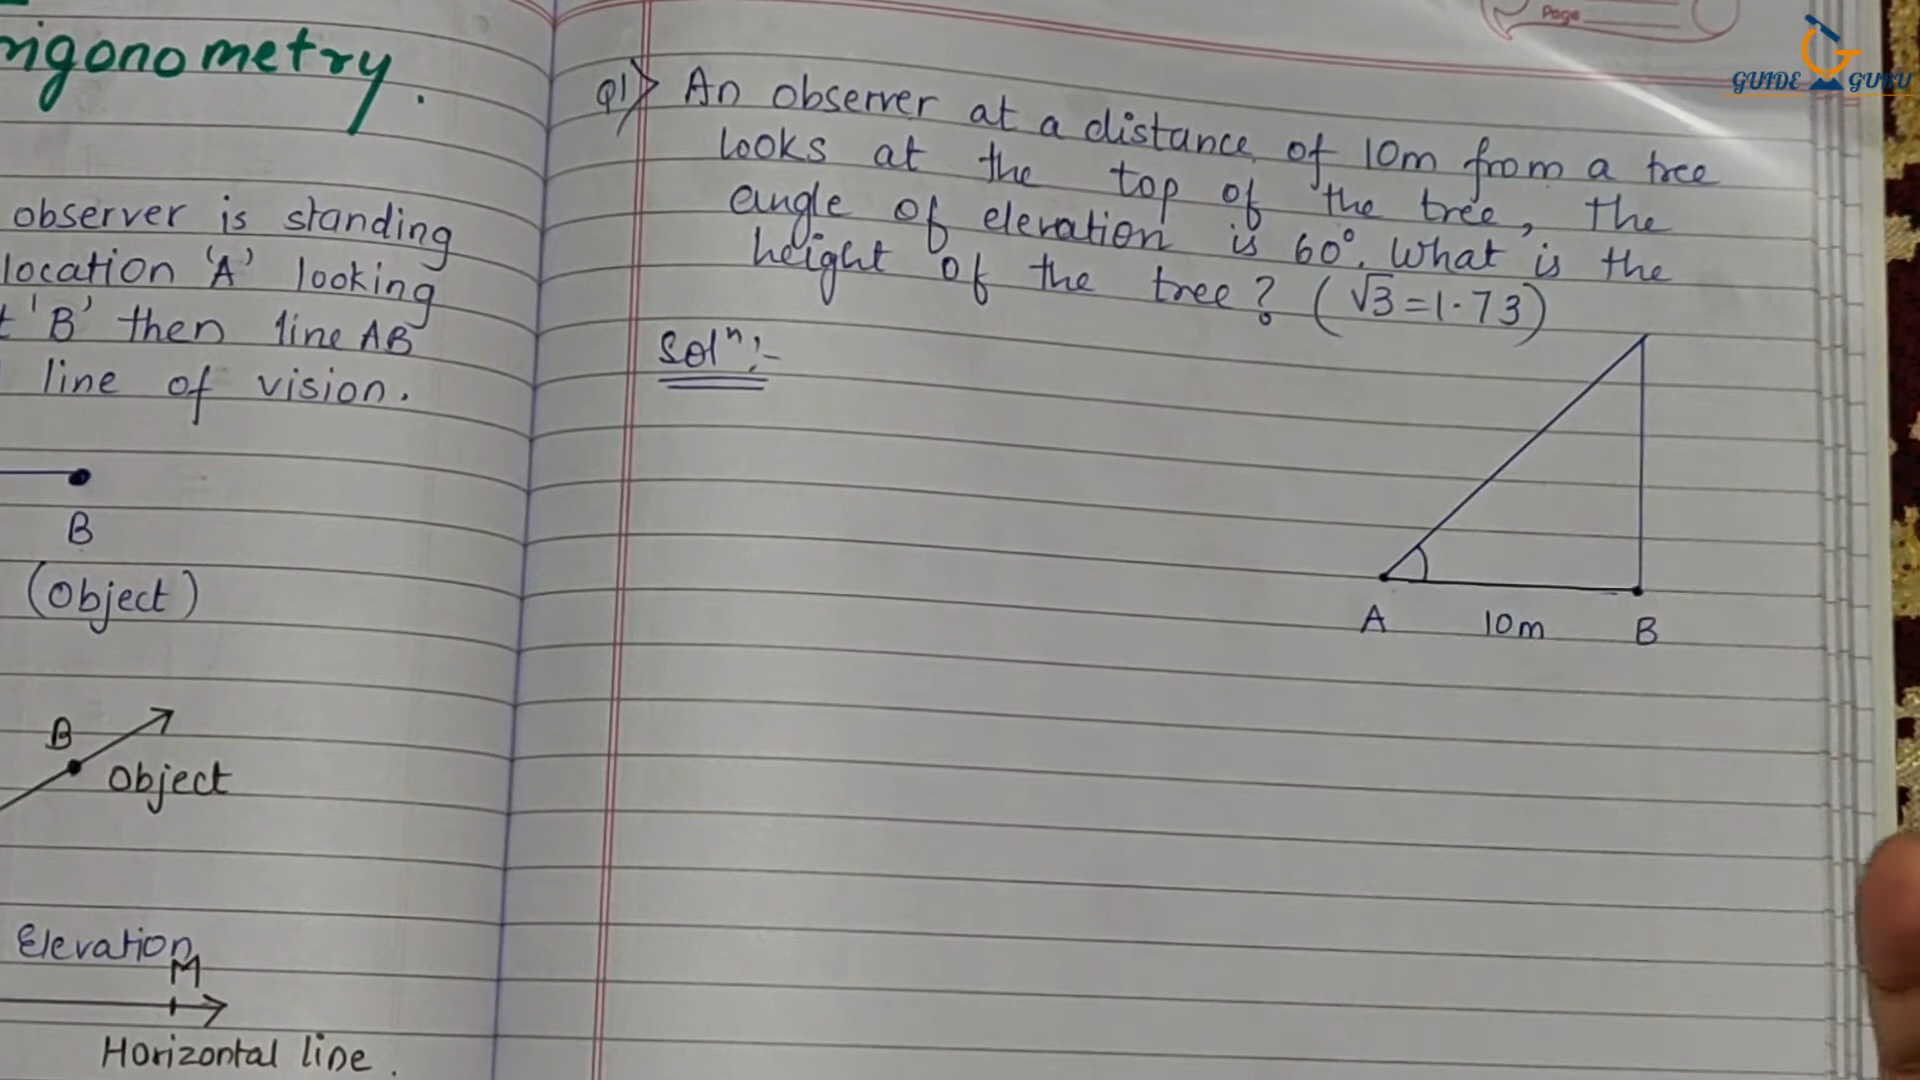 rigonometry.
observer is standing
location 'A' looking
t 'B' then line AB
line of vision.
B
(Object)
B
Object
Elevation
M
Horizontal line.
Page
GUIDE GURU
Q1) An observer at a distance of 10m from a tree
looks at the top of the tree, the
angle of elevation is 60°. What is the
height of the tree? (√3=1.73)
Solⁿ:-
A 10m B